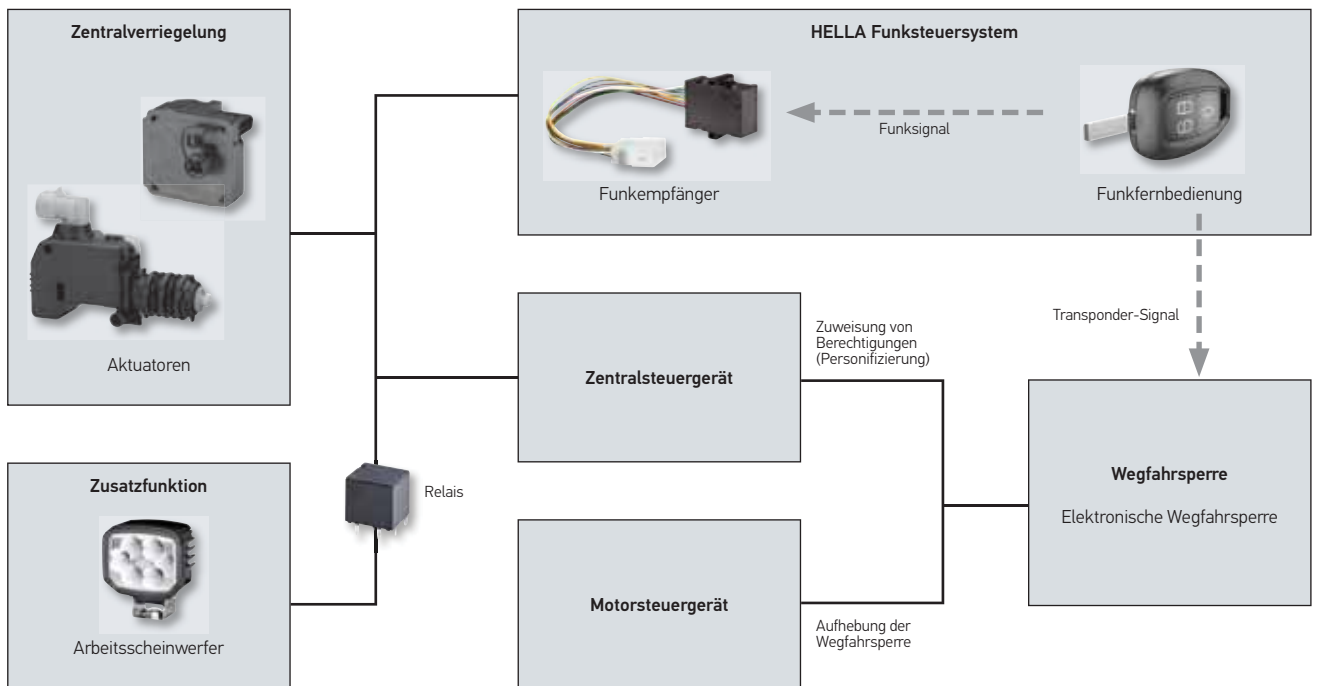 Zentralverriegelung
Aktuatoren
HELLA Funksteuersystem
Funksignal
Funkempfänger
Funkfernbedienung
Transponder-Signal
Zentralsteuergerät
Zuweisung von
Berechtigungen
(Personifizierung)
Wegfahrsperre
Elektronische Wegfahrsperre
Zusatzfunktion
Arbeitsscheinwerfer
Relais
Motorsteuergerät
Aufhebung der
Wegfahrsperre